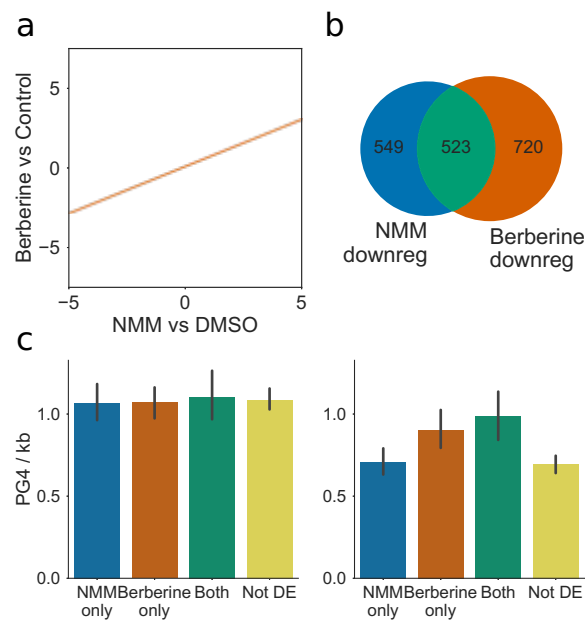 a
Berberine vs Control
5
0
−5
−5
0
5
NMM vs DMSO
b
549
523
720
NMM
downreg
Berberine
downreg
c
PG4 / kb
1.0
0.5
0.0
NMM
only
Berberine
only
Both
Not DE
1.0
0.5
0.0
NMM
only
Berberine
only
Both
Not DE